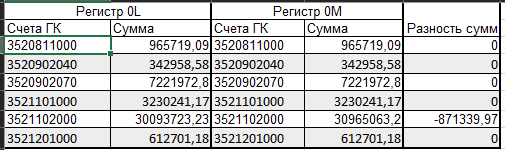 Регистр 0L Регистр 0M
Счета ГК Сумма Счета ГК Сумма Разность сумм
3520811000 965719,09 3520811000 965719,09 0
3520902040 342958,58 3520902040 342958,58 0
3520902070 7221972,8 3520902070 7221972,8 0
3521101000 3230241,17 3521101000 3230241,17 0
3521102000 30093723,23 3521102000 30965063,2 -871339,97
3521201000 612701,18 3521201000 612701,18 0